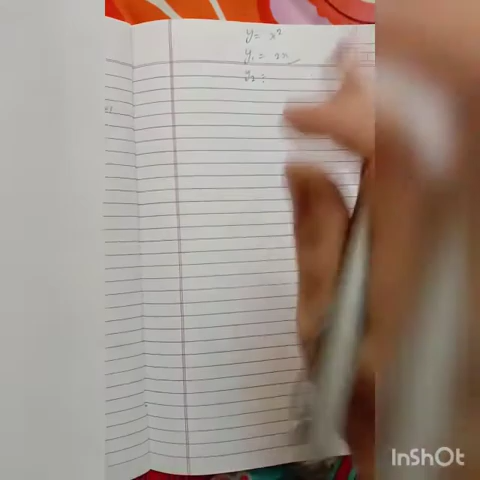 y = x²
y₁ = 2x
y₂ =
InShOt